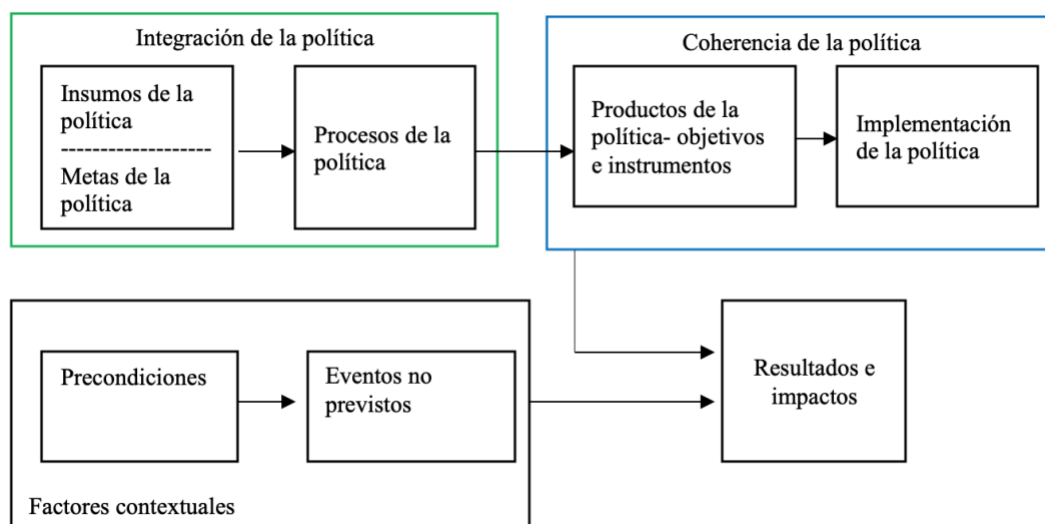 Integración de la política
Insumos de la
política
-------------------
Metas de la
política
Procesos de la
política
Coherencia de la política
Productos de la
política- objetivos
e instrumentos
Implementación
de la política
Precondiciones
Eventos no
previstos
Factores contextuales
Resultados e
impactos